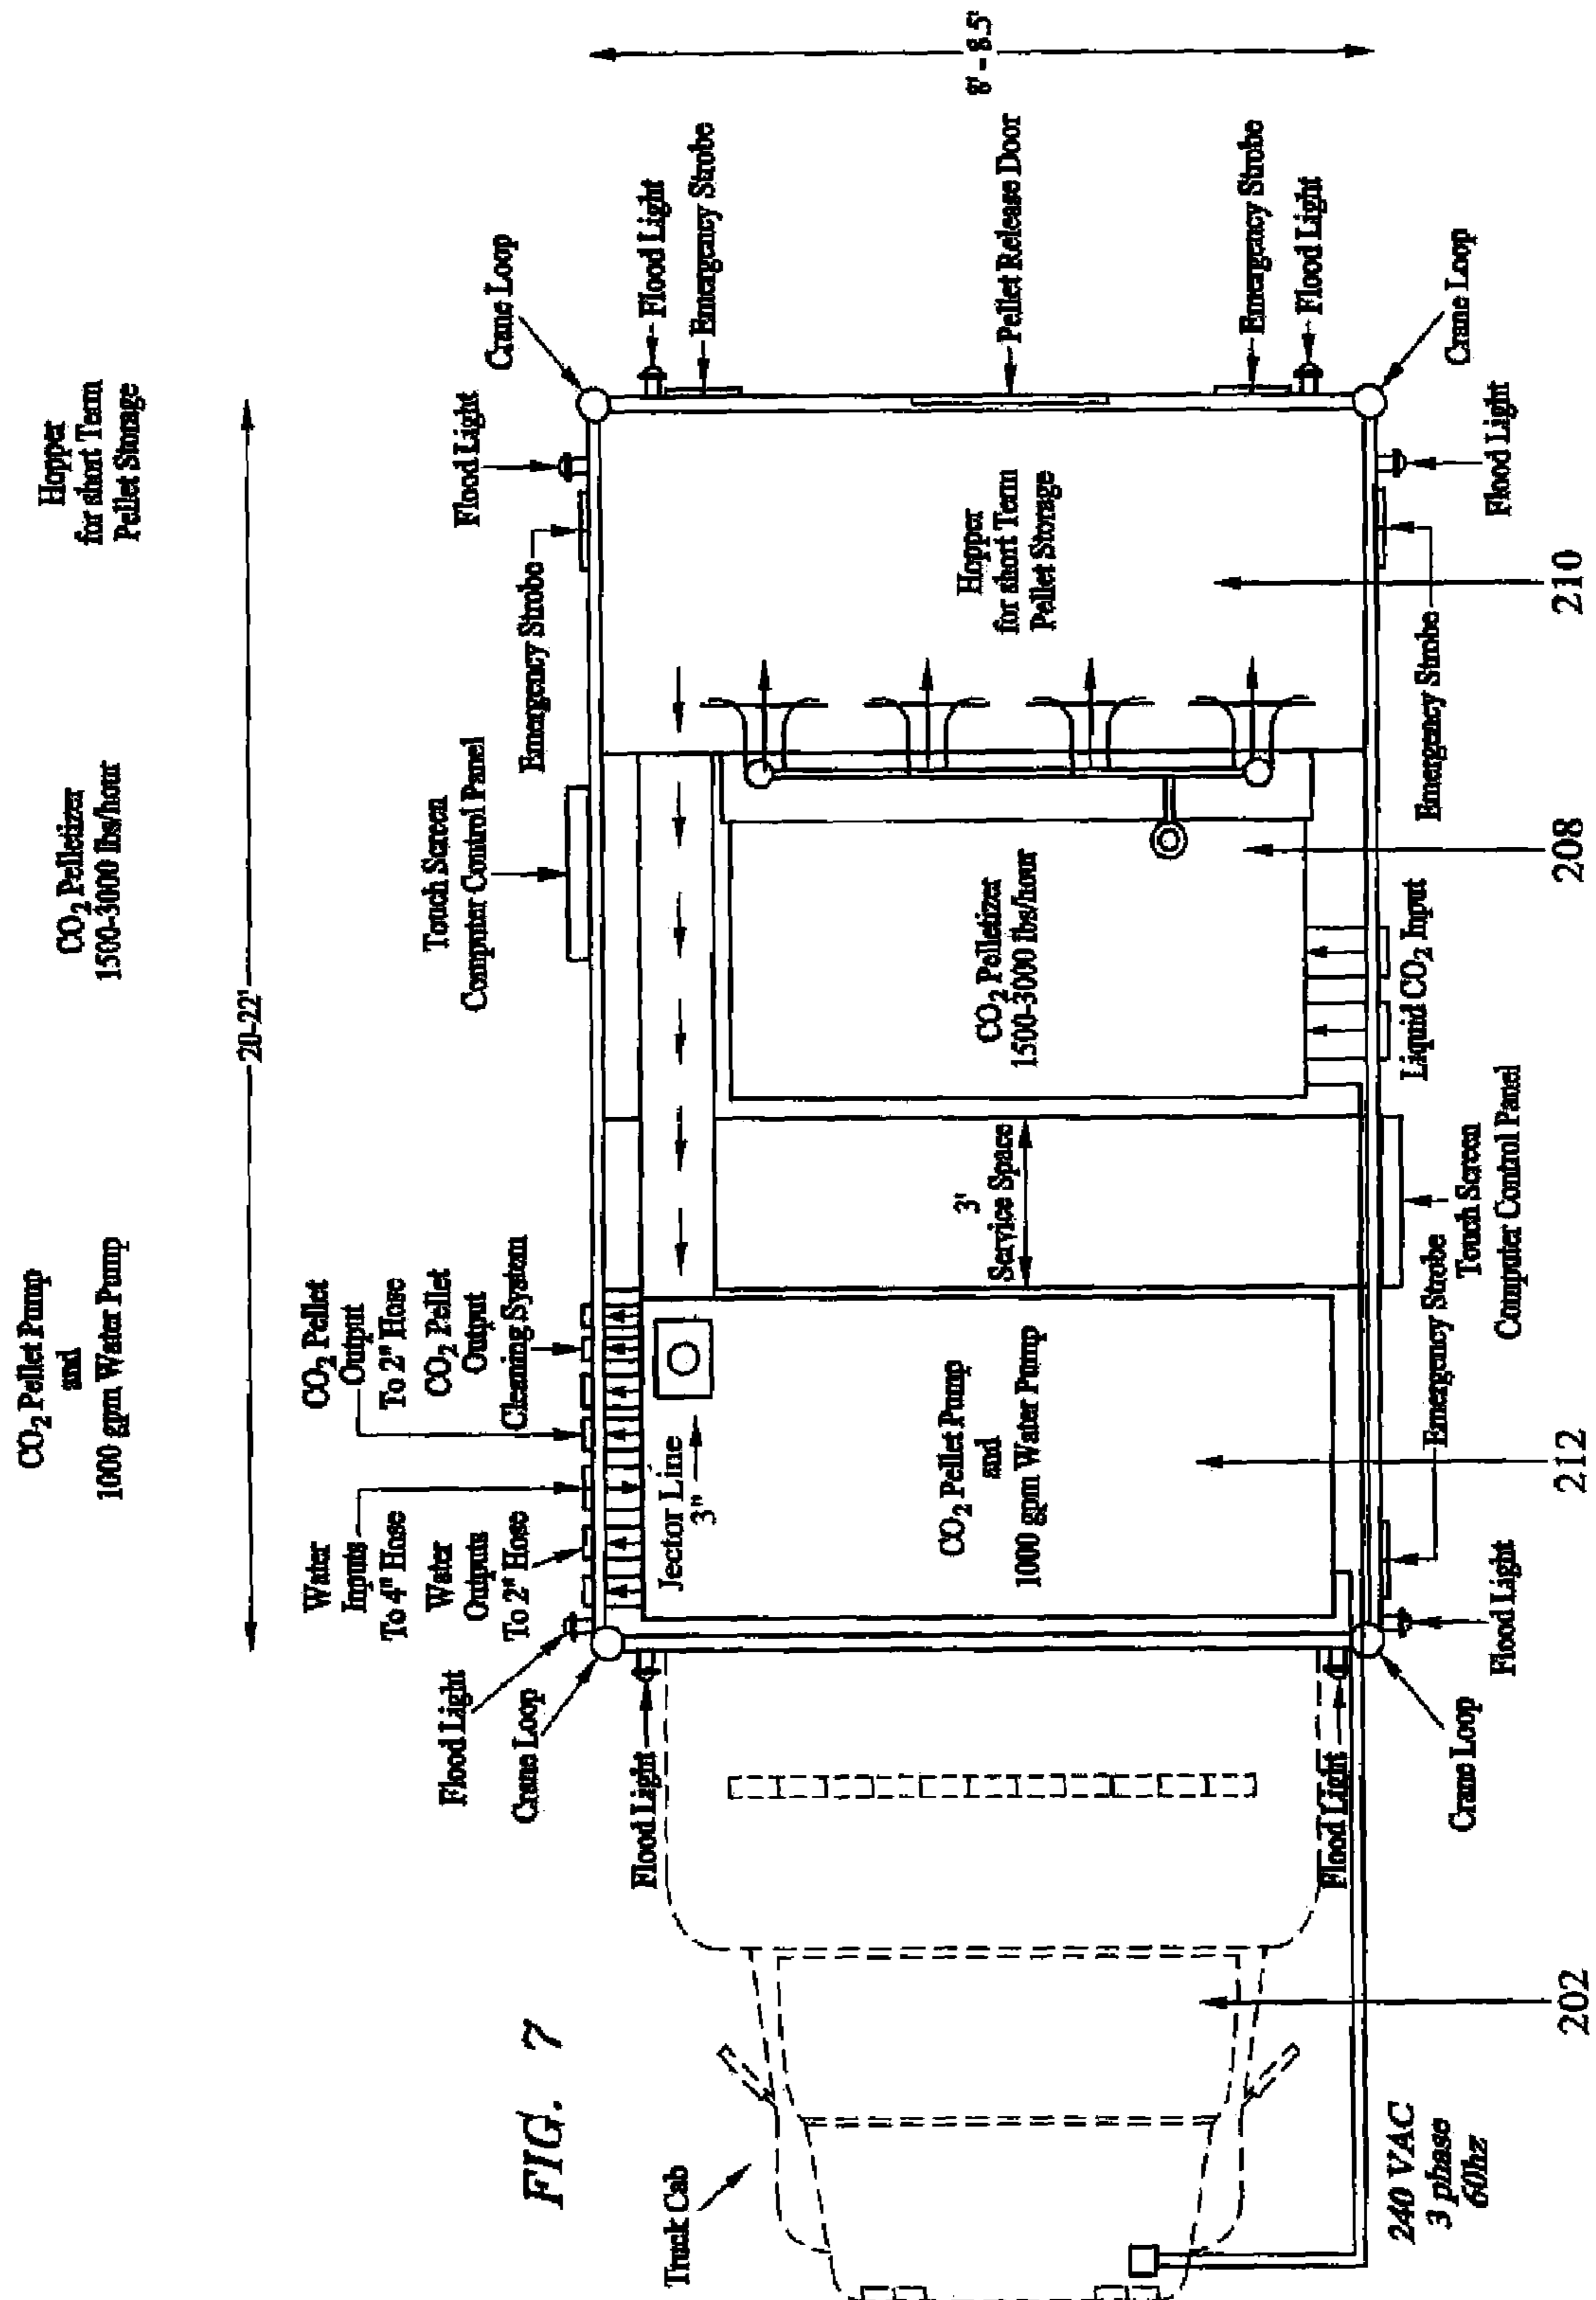 CO2 Pellet Pump
and
1000 gpm Water Pump
CO2 Pelletizer
1500-3000 lbs/hour
Hopper
for short Term
Pellet Storage
20-22'
Water
Inputs
To 4" Hose
CO2 Pellet
Output
To 2" Hose
Water
Outputs
To 2" Hose
CO2 Pellet
Output
Cleaning System
Touch Screen
Computer Control Panel
Emergency Strobe
Flood Light
Crane Loop
Flood Light
Crane Loop
Flood Light
Flood Light
Emergency Strobe
Pellet Release Door
Emergency Strobe
Flood Light
8' - 8.5'
Jector Line
3"
CO2 Pellet Pump
and
1000 gpm Water Pump
3'
Service Space
CO2 Pelletizer
1500-3000 lbs/hour
Hopper
for short Term
Pellet Storage
FIG. 7
Truck Cab
Flood Light
240 VAC
3 phase
60hz
Crane Loop
Flood Light
Emergency Strobe
Touch Screen
Computer Control Panel
Liquid CO2 Input
Emergency Strobe
Flood Light
Crane Loop
202
212
208
210